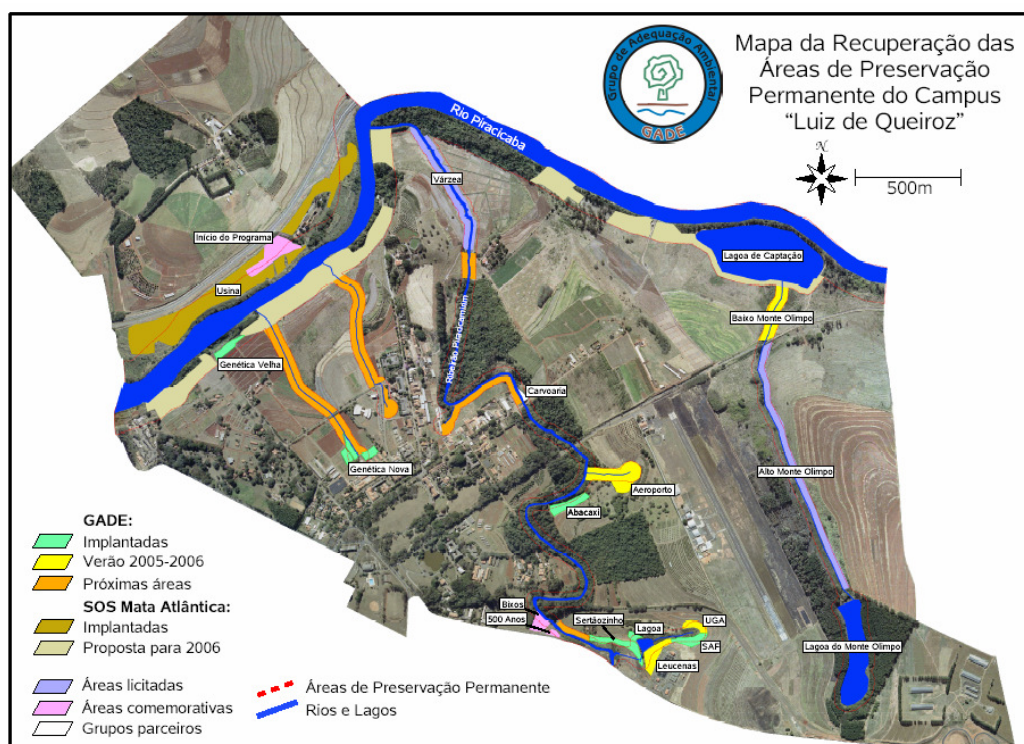 Mapa da Recuperação das
Áreas de Preservação
Permanente do Campus
“Luiz de Queiroz”
Grupo de Adequação Ambiental
GADE
N
500m
Rio Piracicaba
Várzea
Início do Programa
Usina
Lagoa de Captação
Baixo Monte Olimpo
Ribeirão Piracicamirim
Genética Velha
Carvoaria
Genética Nova
Alto Monte Olimpo
Aeroporto
Abacaxi
Bixos
500 Anos
Sertãozinho
Lagoa
UGA
SAF
Leucenas
Lagoa do Monte Olimpo
GADE:
Implantadas
Verão 2005-2006
Próximas áreas
SOS Mata Atlântica:
Implantadas
Proposta para 2006
Áreas licitadas
Áreas comemorativas
Grupos parceiros
Áreas de Preservação Permanente
Rios e Lagos